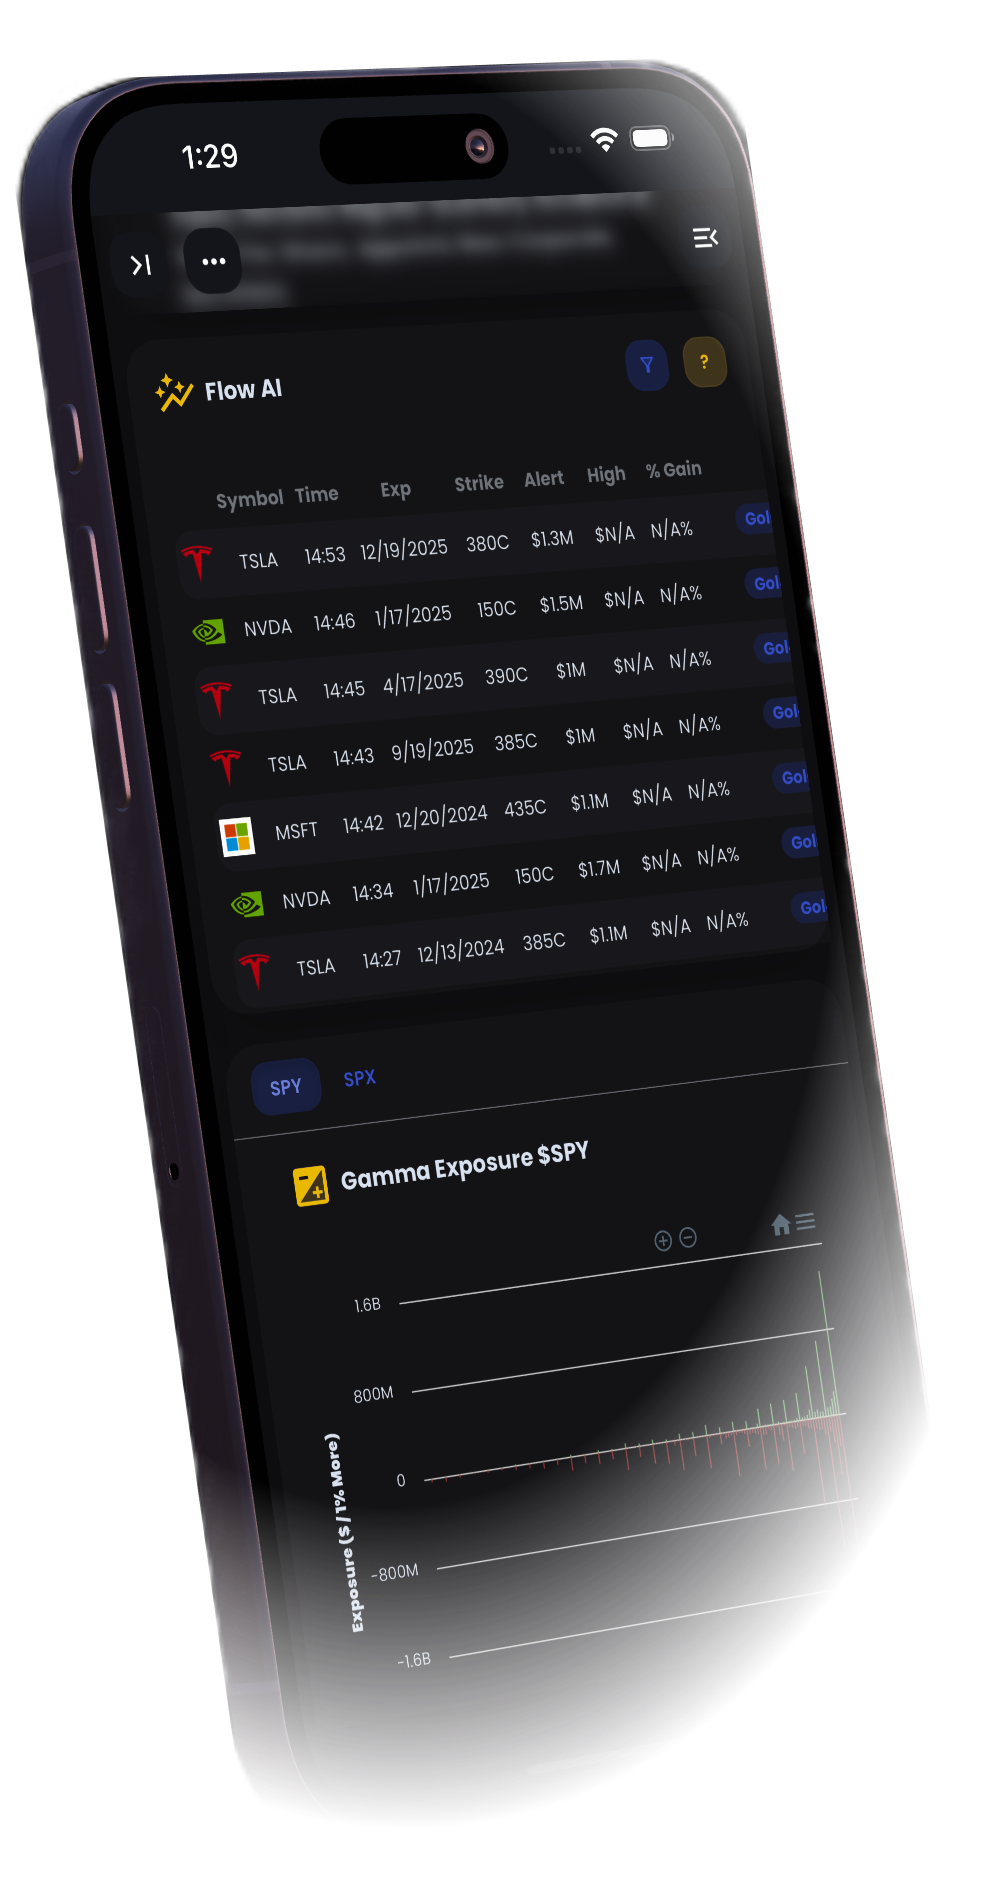 1:29
Flow AI
?
Symbol Time Exp Strike Alert High % Gain
TSLA 14:53 12/19/2025 380C $1.3M $N/A N/A% Gol
NVDA 14:46 1/17/2025 150C $1.5M $N/A N/A% Gol
TSLA 14:45 4/17/2025 390C $1M $N/A N/A% Gol
TSLA 14:43 9/19/2025 385C $1M $N/A N/A% Gol
MSFT 14:42 12/20/2024 435C $1.1M $N/A N/A% Gol
NVDA 14:34 1/17/2025 150C $1.7M $N/A N/A% Gol
TSLA 14:27 12/13/2024 385C $1.1M $N/A N/A% Gol
SPY SPX
Gamma Exposure $SPY
1.6B
800M
0
-800M
-1.6B
Exposure ($ / 1% More)